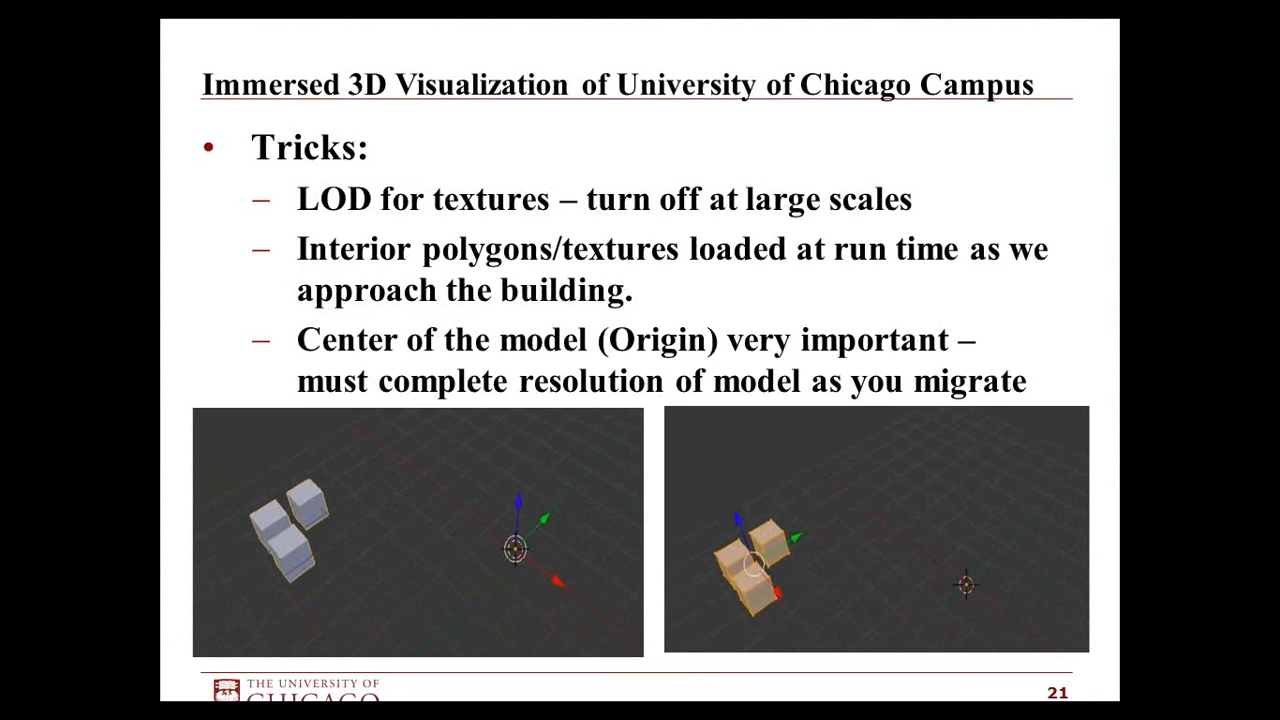 Immersed 3D Visualization of University of Chicago Campus
• Tricks:
– LOD for textures – turn off at large scales
– Interior polygons/textures loaded at run time as we
approach the building.
– Center of the model (Origin) very important –
must complete resolution of model as you migrate
THE UNIVERSITY OF
CHICAGO
21